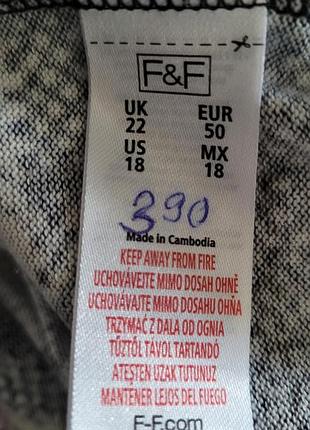 F&F
UK EUR
22 50
US MX
18 18
390
Made in Cambodia
KEEP AWAY FROM FIRE
UCHOVÁVEJTE MIMO DOSAH OHNĚ
UCHOVÁVAJTE MIMO DOSAHU OHŇA
TRZYMAĆ Z DALA OD OGNIA
TŰZTŐL TÁVOL TARTANDÓ
ATEŞTEN UZAK TUTUNUZ
MANTENER LEJOS DEL FUEGO
F-F.com